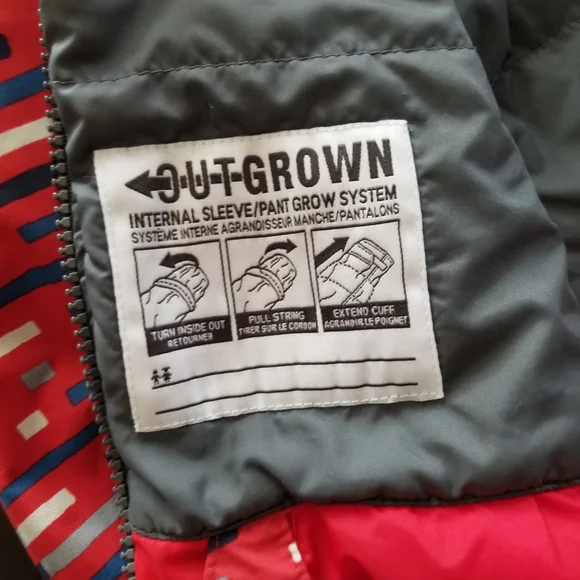 OUTGROWN
INTERNAL SLEEVE/PANT GROW SYSTEM
SYSTÈME INTERNE AGRANDISSEUR MANCHE/PANTALONS
TURN INSIDE OUT
RETOURNER
PULL STRING
TIRER SUR LE CORDON
EXTEND CUFF
AGRANDIR LE POIGNET